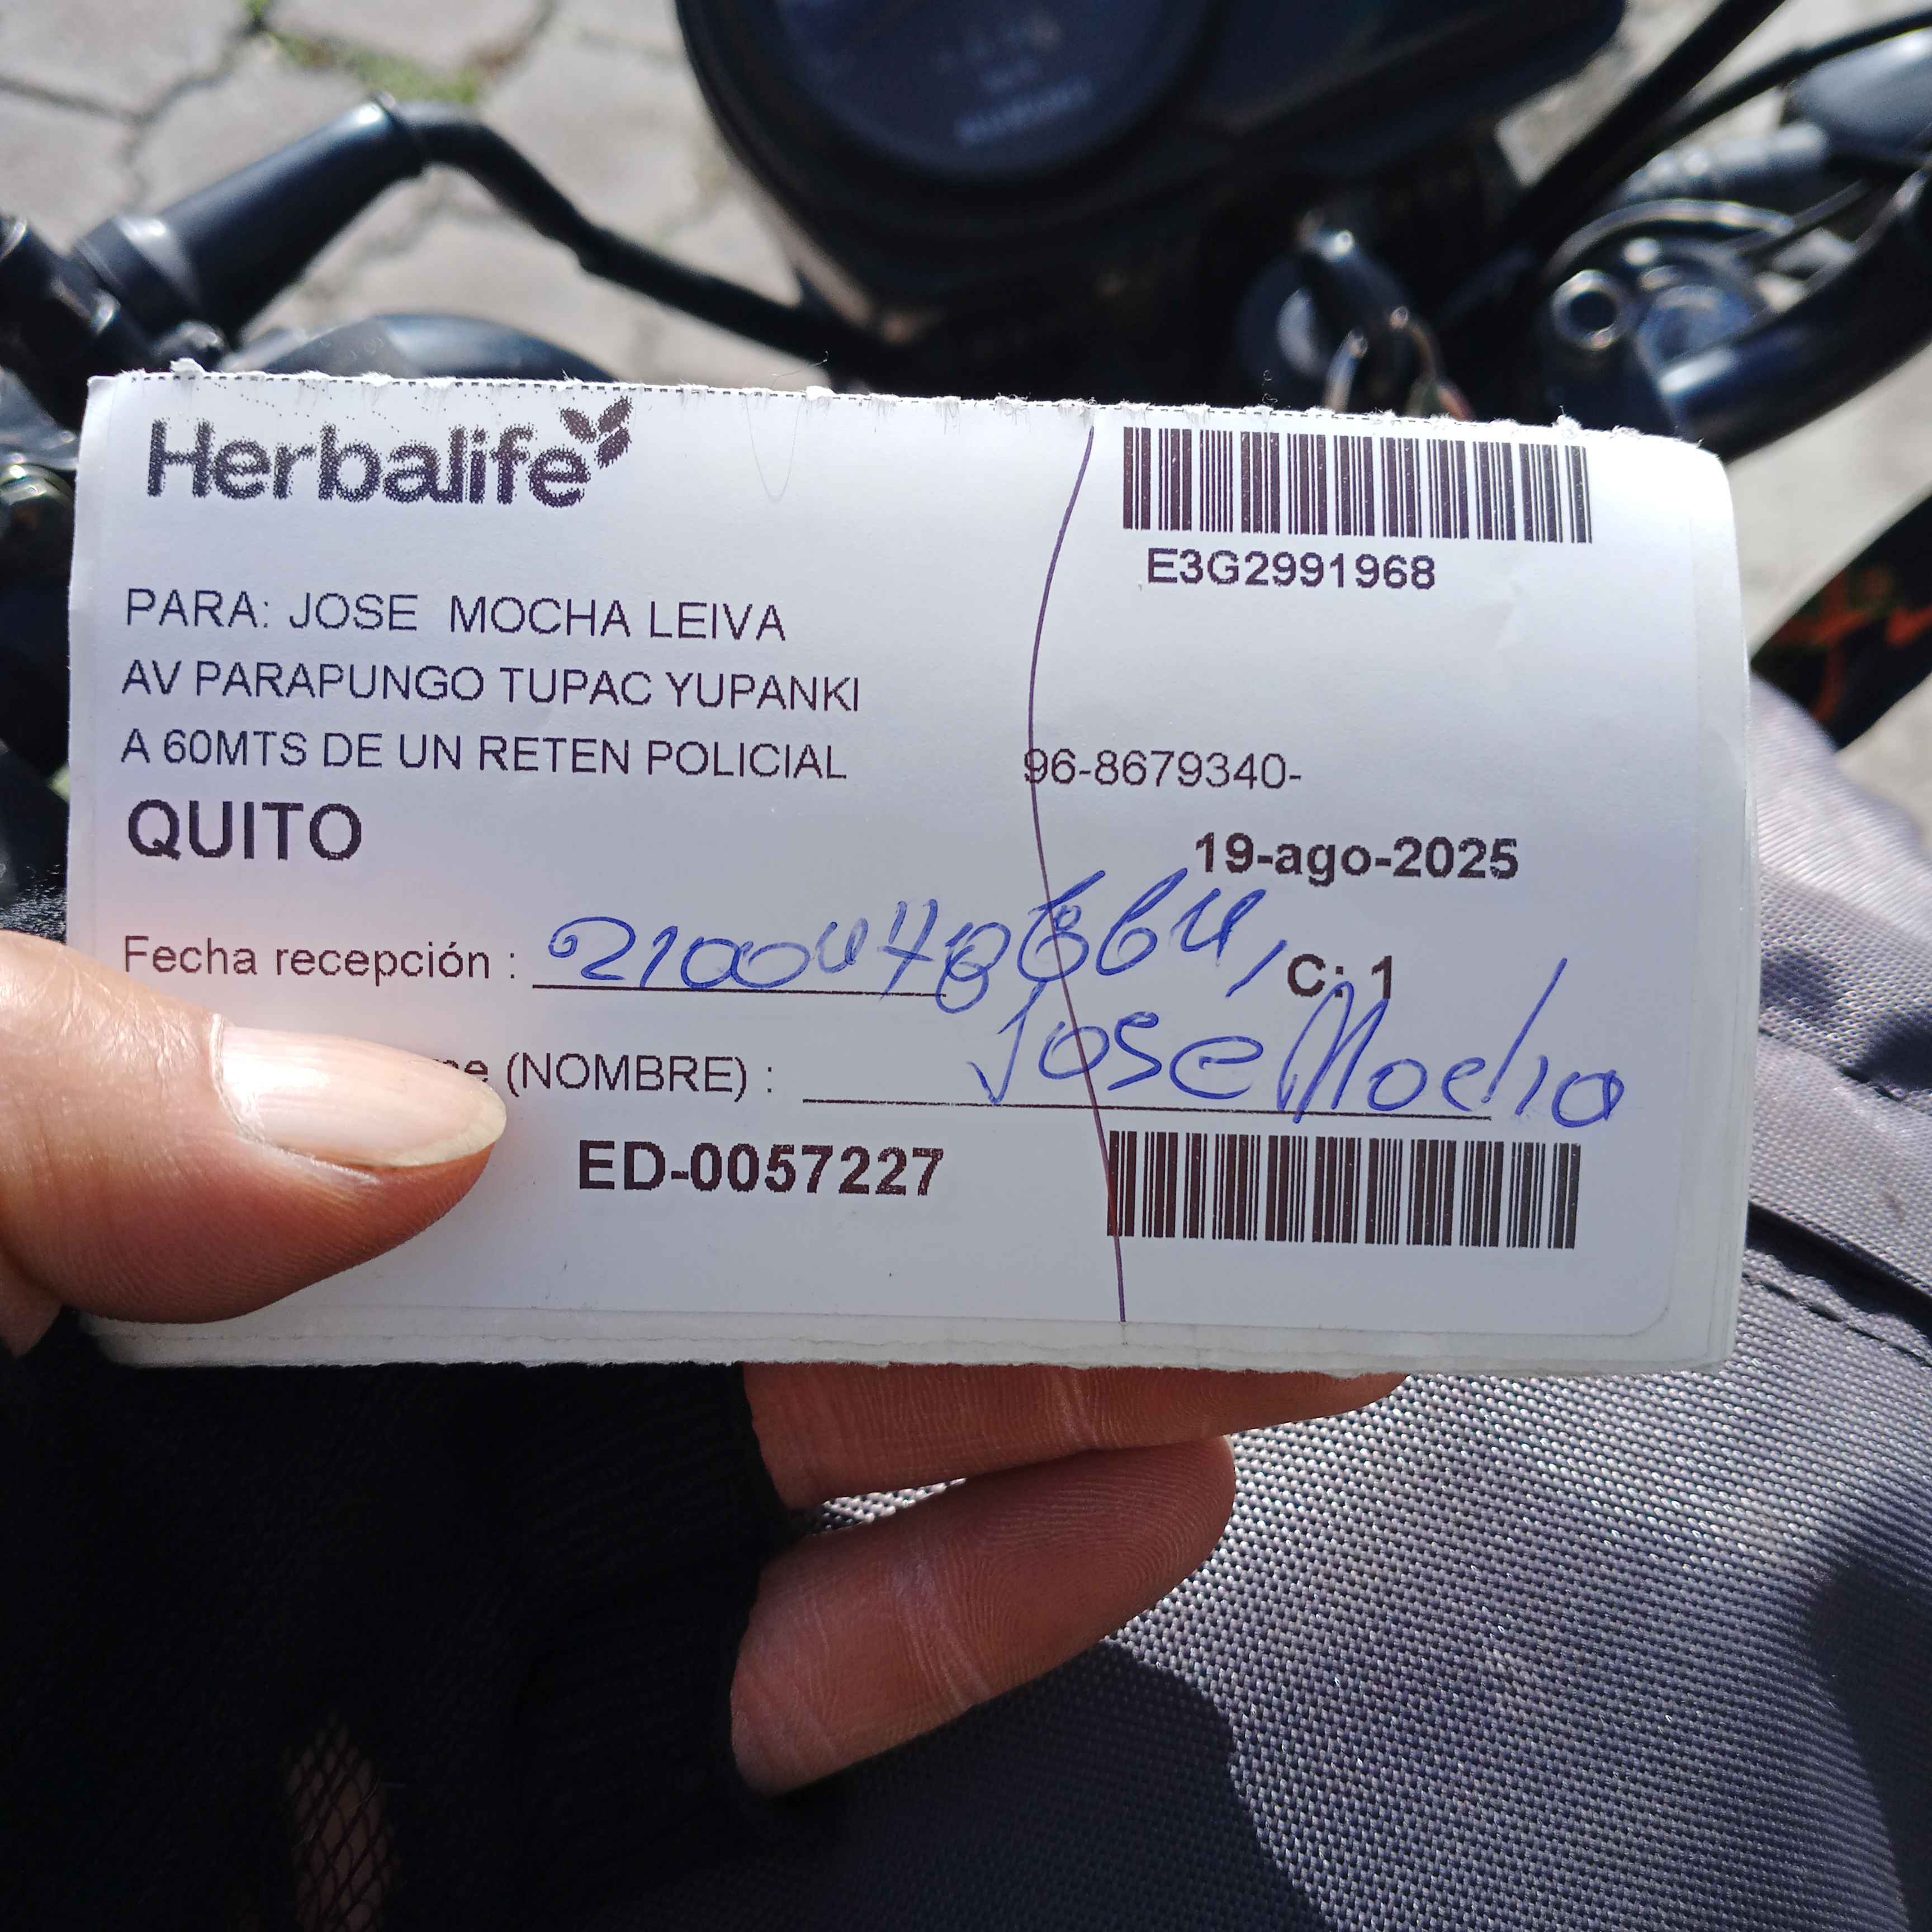 Herbalife
E3G2991968
PARA: JOSE MOCHA LEIVA
AV PARAPUNGO TUPAC YUPANKI
A 60MTS DE UN RETEN POLICIAL
96-8679340-
QUITO
19-ago-2025
Fecha recepción :
C: 1
(NOMBRE) : Jose Mocha
ED-0057227